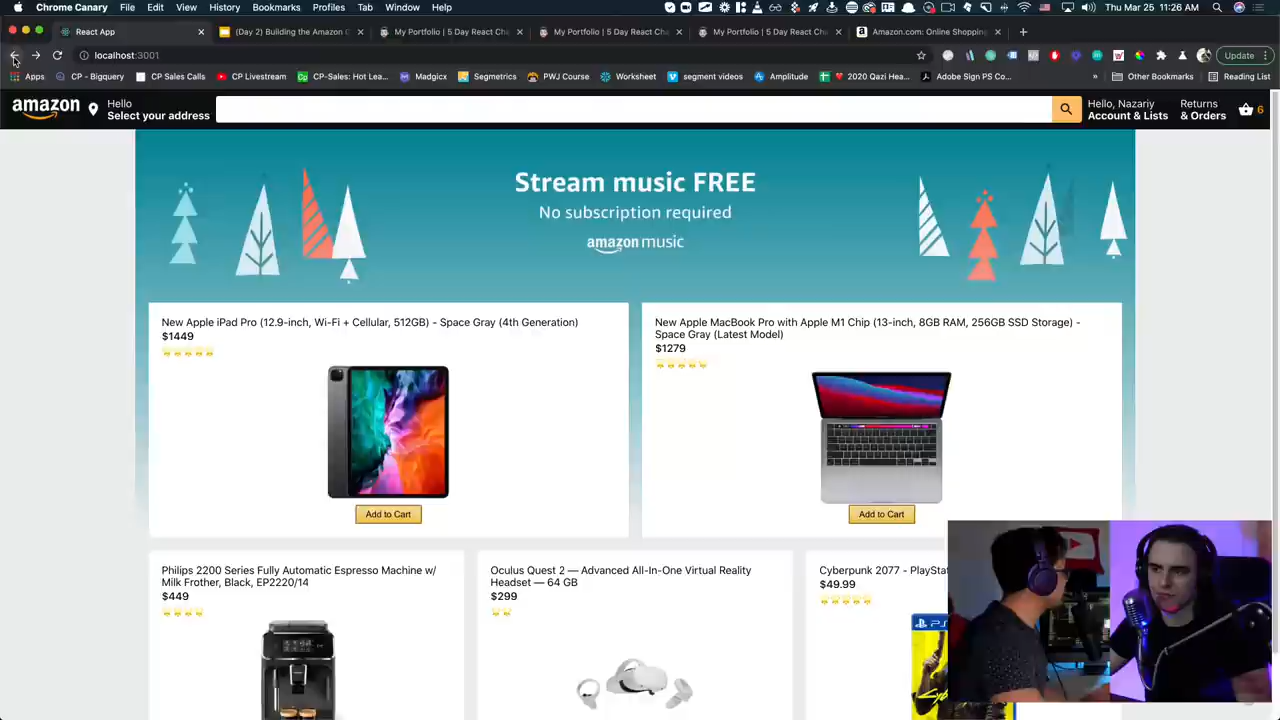 Chrome Canary File Edit View History Bookmarks Profiles Tab Window Help
Thu Mar 25 11:26 AM
React App
(Day 2) Building the Amazon C
My Portfolio | 5 Day React Cha
My Portfolio | 5 Day React Cha
My Portfolio | 5 Day React Cha
Amazon.com: Online Shopping
localhost:3001
Update
Apps
CP - Biquery
CP Sales Calls
CP Livestream
CP-Sales: Hot Lea...
Madgicx
Segmetrics
PWJ Course
Worksheet
segment videos
Amplitude
2020 Qazi Hea...
Adobe Sign PS Co...
»
Other Bookmarks
Reading List
amazon
Hello
Select your address
Hello, Nazariy
Account & Lists
Returns
& Orders
6
Stream music FREE
No subscription required
amazon music
New Apple iPad Pro (12.9-inch, Wi-Fi + Cellular, 512GB) - Space Gray (4th Generation)
$1449
Add to Cart
New Apple MacBook Pro with Apple M1 Chip (13-inch, 8GB RAM, 256GB SSD Storage) -
Space Gray (Latest Model)
$1279
Add to Cart
Philips 2200 Series Fully Automatic Espresso Machine w/
Milk Frother, Black, EP2220/14
$449
Oculus Quest 2 — Advanced All-In-One Virtual Reality
Headset — 64 GB
$299
Cyberpunk 2077 - PlayStat
$49.99